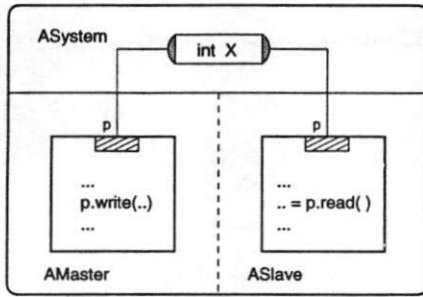 ASystem
int X
p
p
...
p.write(..)
...
...
.. = p.read( )
...
AMaster
ASlave